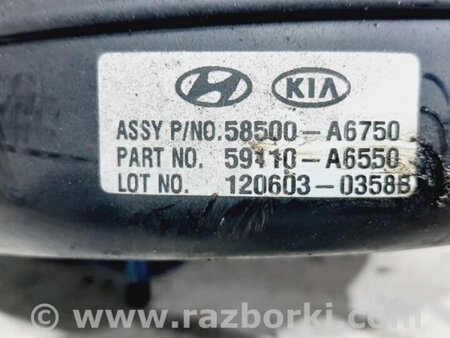 KIA
ASSY P/NO.58500-A6750
PART NO. 59110-A6550
LOT NO. 120603-0358B
www.razborki.com